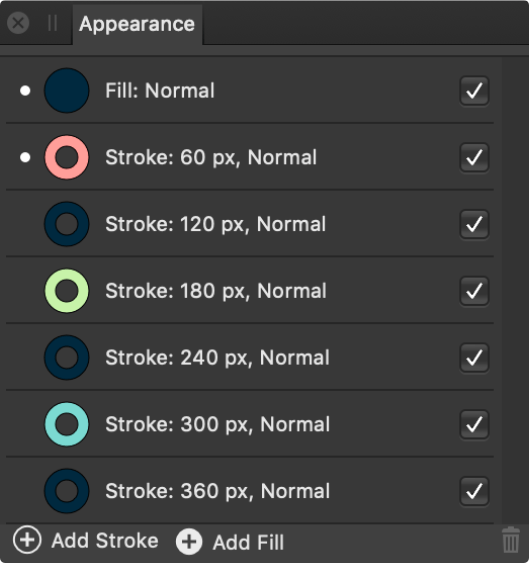 Appearance
Fill: Normal
Stroke: 60 px, Normal
Stroke: 120 px, Normal
Stroke: 180 px, Normal
Stroke: 240 px, Normal
Stroke: 300 px, Normal
Stroke: 360 px, Normal
Add Stroke Add Fill